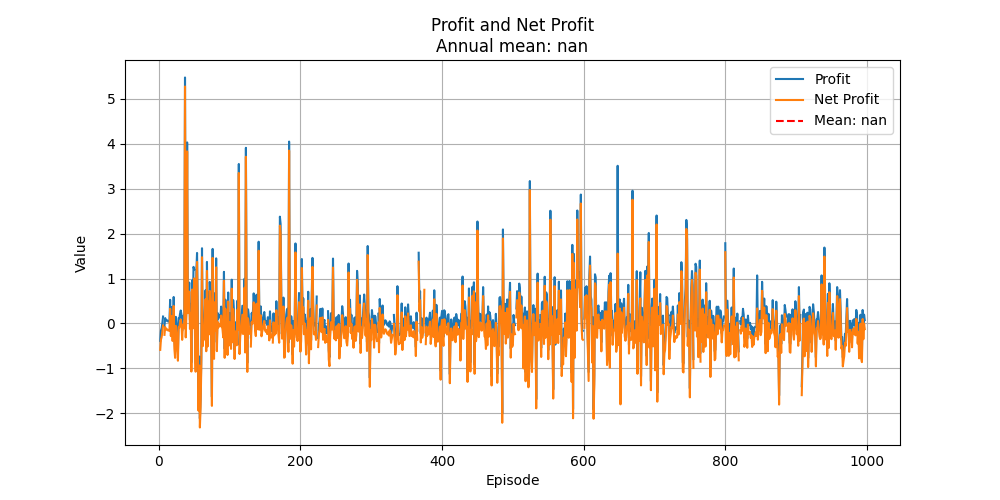 Profit and Net Profit
Annual mean: nan
Profit
Net Profit
Mean: nan
Value
5
4
3
2
1
0
−1
−2
0
200
400
600
800
1000
Episode